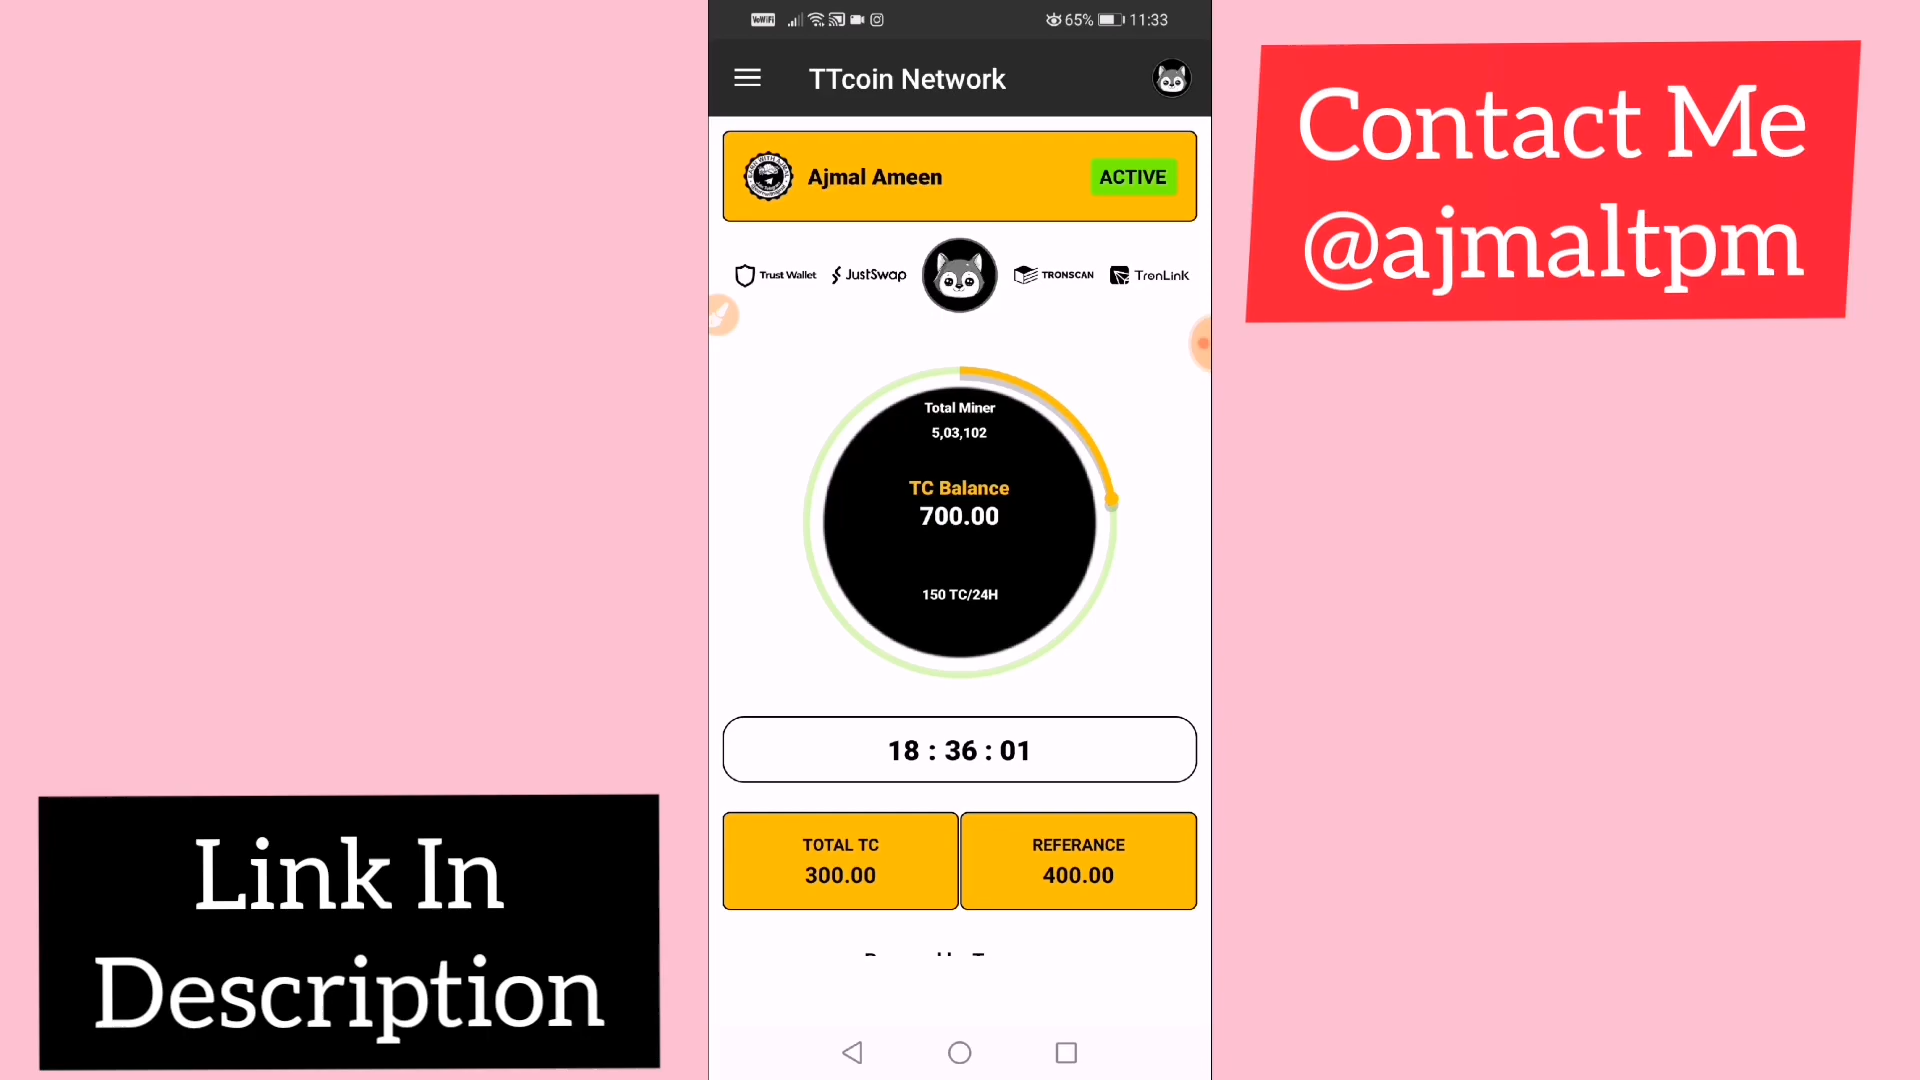 VoWiFi
65% 11:33
TTcoin Network
Contact Me
@ajmaltpm
Ajmal Ameen
ACTIVE
Trust Wallet
JustSwap
TRONSCAN
TronLink
Total Miner
5,03,102
TC Balance
700.00
150 TC/24H
18 : 36 : 01
TOTAL TC
300.00
REFERANCE
400.00
Link In
Description